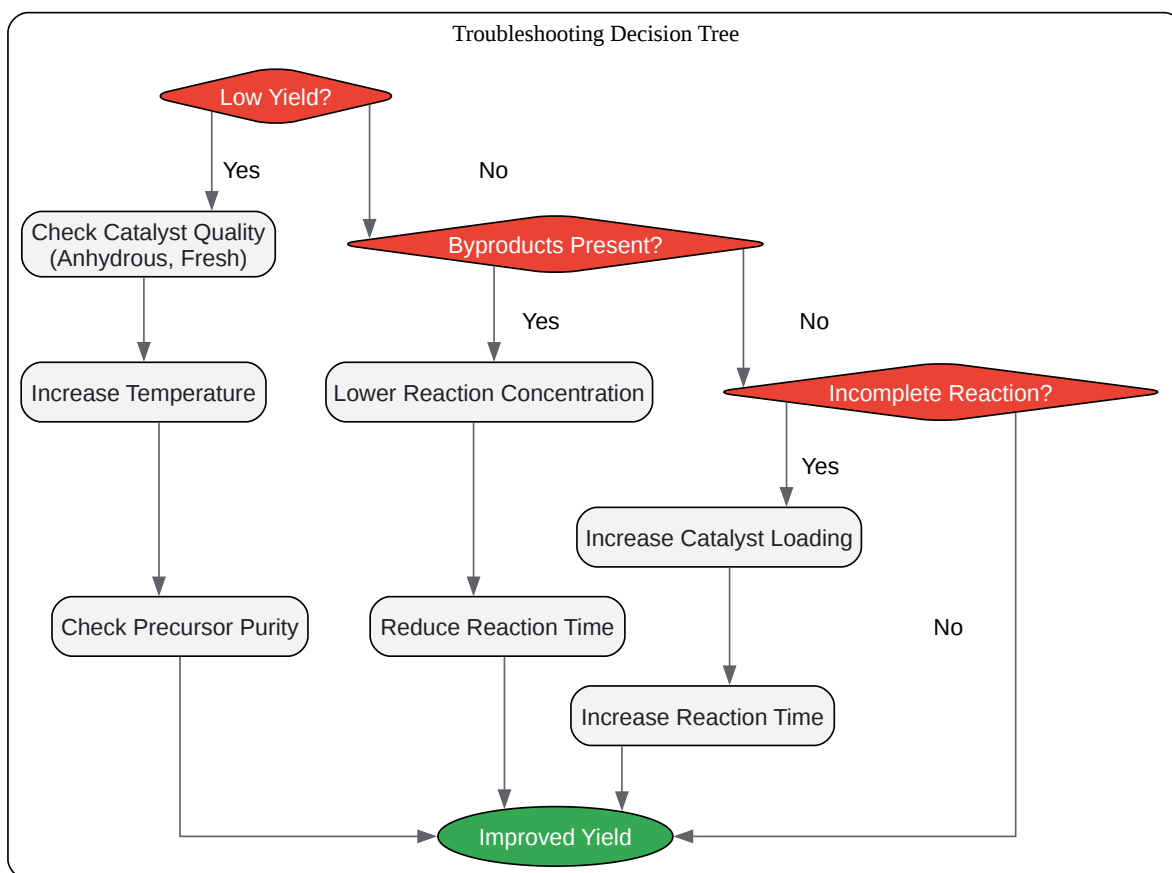 Troubleshooting Decision Tree
Low Yield?
Yes
No
Check Catalyst Quality
(Anhydrous, Fresh)
Byproducts Present?
Yes
No
Increase Temperature
Lower Reaction Concentration
Incomplete Reaction?
Yes
Increase Catalyst Loading
Check Precursor Purity
Reduce Reaction Time
No
Increase Reaction Time
Improved Yield